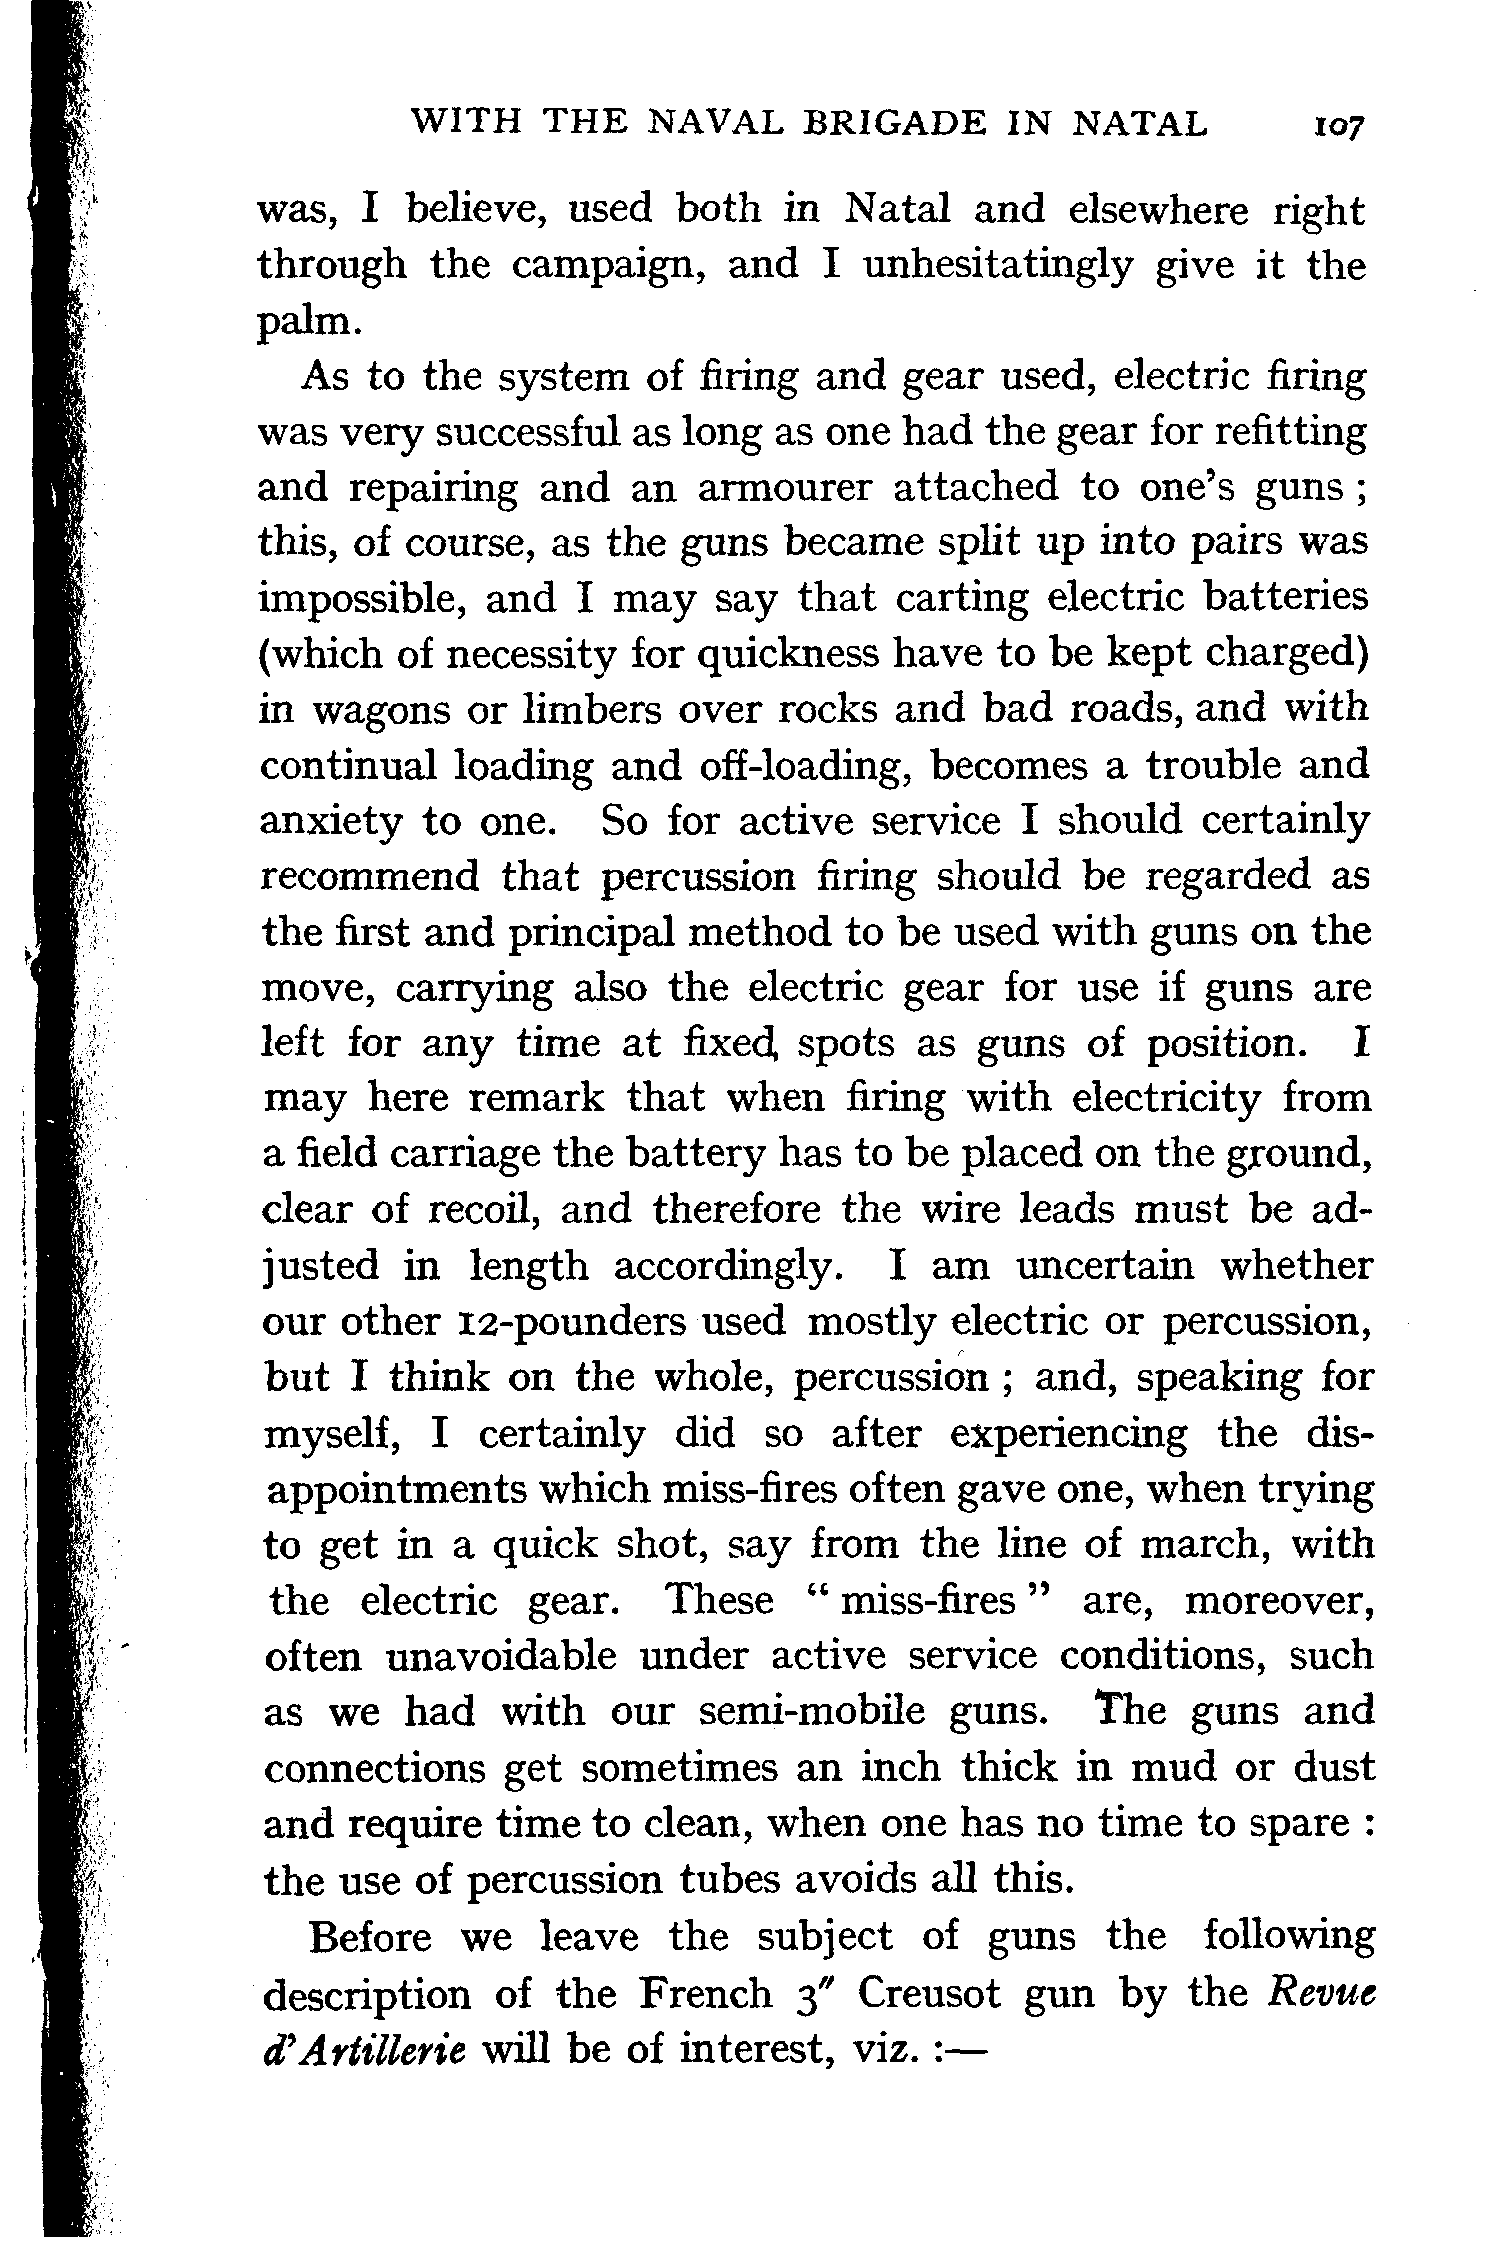 WITH THE NAVAL BRIGADE IN NATAL 107
was, I believe, used both in Natal and elsewhere right
through the campaign, and I unhesitatingly give it the
palm.
As to the system of firing and gear used, electric firing
was very successful as long as one had the gear for refitting
and repairing and an armourer attached to one's guns ;
this, of course, as the guns became split up into pairs was
impossible, and I may say that carting electric batteries
(which of necessity for quickness have to be kept charged)
in wagons or limbers over rocks and bad roads, and with
continual loading and off-loading, becomes a trouble and
anxiety to one. So for active service I should certainly
recommend that percussion firing should be regarded as
the first and principal method to be used with guns on the
move, carrying also the electric gear for use if guns are
left for any time at fixed spots as guns of position. I
may here remark that when firing with electricity from
a field carriage the battery has to be placed on the ground,
clear of recoil, and therefore the wire leads must be ad-
justed in length accordingly. I am uncertain whether
our other 12-pounders used mostly electric or percussion,
but I think on the whole, percussion ; and, speaking for
myself, I certainly did so after experiencing the dis-
appointments which miss-fires often gave one, when trying
to get in a quick shot, say from the line of march, with
the electric gear. These “ miss-fires ” are, moreover,
often unavoidable under active service conditions, such
as we had with our semi-mobile guns. The guns and
connections get sometimes an inch thick in mud or dust
and require time to clean, when one has no time to spare :
the use of percussion tubes avoids all this.
Before we leave the subject of guns the following
description of the French 3″ Creusot gun by the Revue
d'Artillerie will be of interest, viz. :—